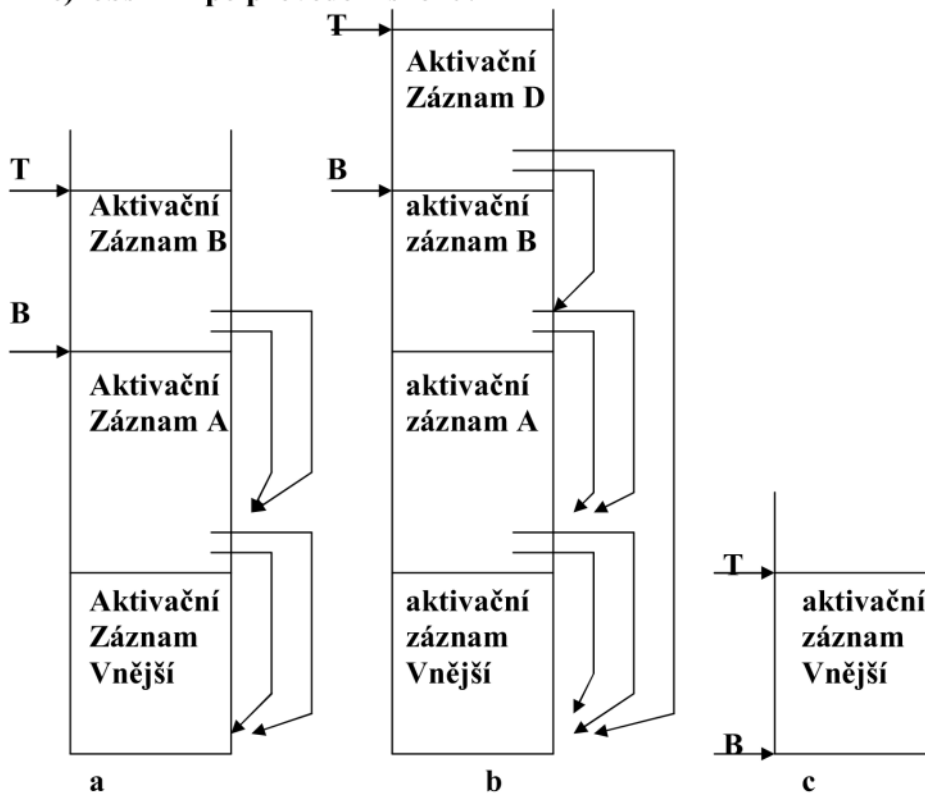 T
B
Aktivační
Záznam B
Aktivační
Záznam A
Aktivační
Záznam
Vnější
a
T
B
Aktivační
Záznam D
aktivační
záznam B
aktivační
záznam A
aktivační
záznam
Vnější
b
T
B
aktivační
záznam
Vnější
c